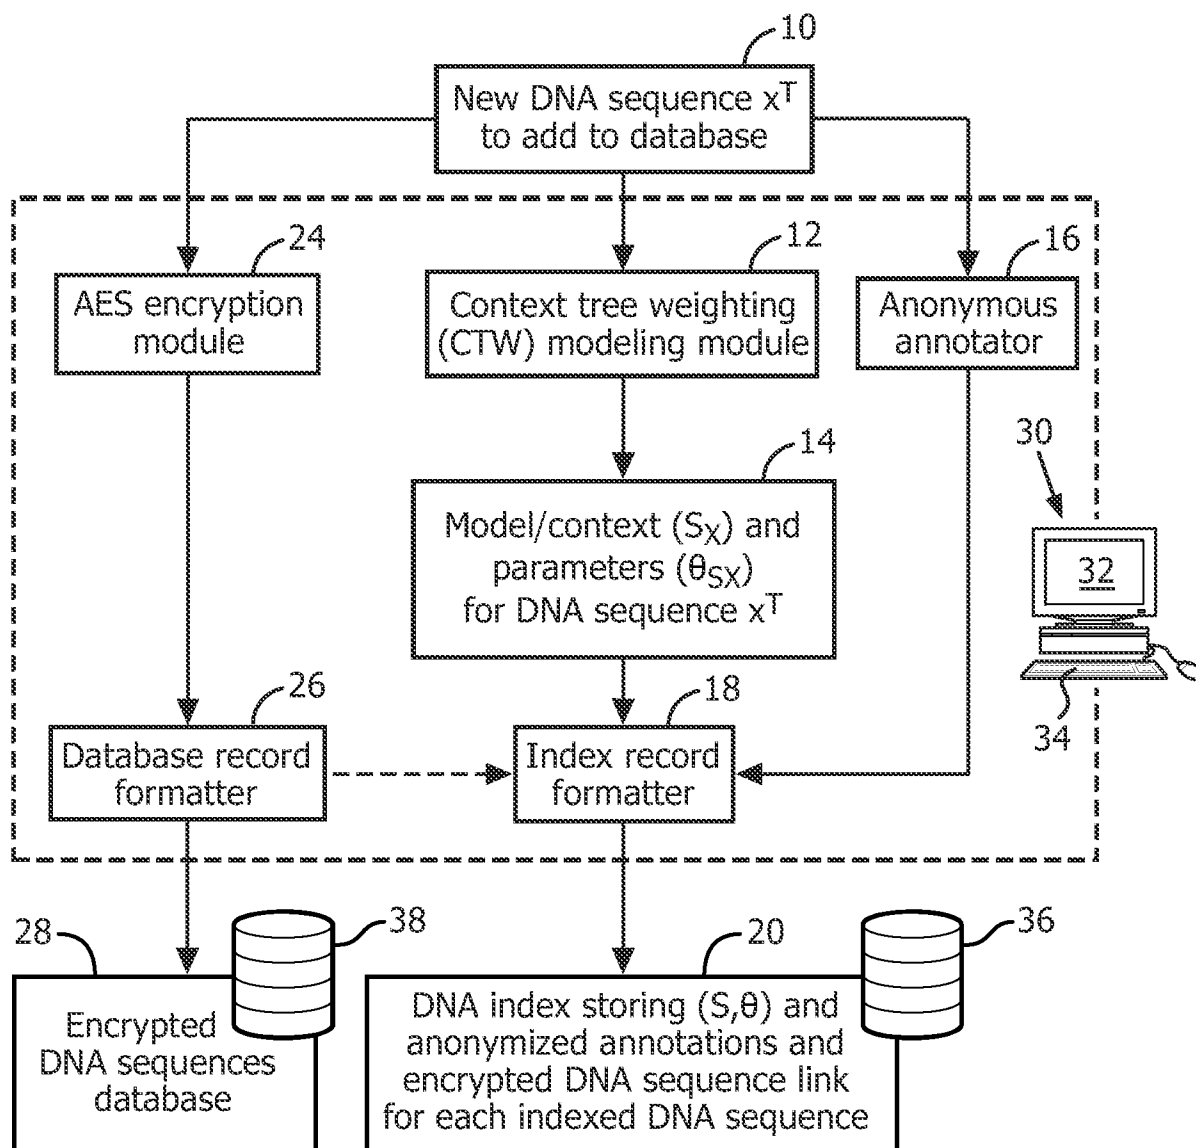 10
New DNA sequence xᵀ
to add to database
24
AES encryption
module
12
Context tree weighting
(CTW) modeling module
16
Anonymous
annotator
14
Model/context (Sₓ) and
parameters (θ_SX)
for DNA sequence xᵀ
30
32
34
26
Database record
formatter
18
Index record
formatter
28
38
Encrypted
DNA sequences
database
20
36
DNA index storing (S,θ) and
anonymized annotations and
encrypted DNA sequence link
for each indexed DNA sequence